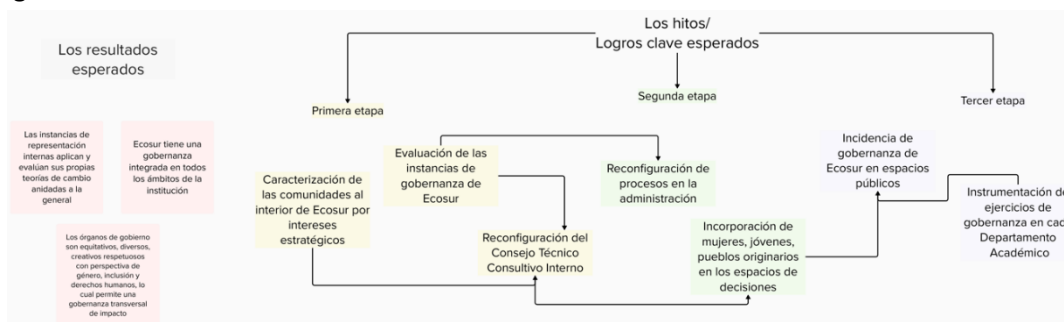 Los resultados
esperados
Las instancias de
representación
internas aplican y
evalúan sus propias
teorías de cambio
anidadas a la
general
Ecosur tiene una
gobernanza
integrada en todos
los ámbitos de la
institución
Los órganos de gobierno
son equitativos, diversos,
creativos respetuosos
con perspectiva de
género, inclusión y
derechos humanos, lo
cual permite una
gobernanza transversal
de impacto
Los hitos/
Logros clave esperados
Primera etapa
Segunda etapa
Tercer etapa
Caracterización de
las comunidades al
interior de Ecosur por
intereses
estratégicos
Evaluación de las
instancias de
gobernanza de
Ecosur
Reconfiguración del
Consejo Técnico
Consultivo Interno
Reconfiguración de
procesos en la
administración
Incorporación de
mujeres, jóvenes,
pueblos originarios
en los espacios de
decisiones
Incidencia de
gobernanza de
Ecosur en espacios
públicos
Instrumentación de
ejercicios de
gobernanza en cad
Departamento
Académico